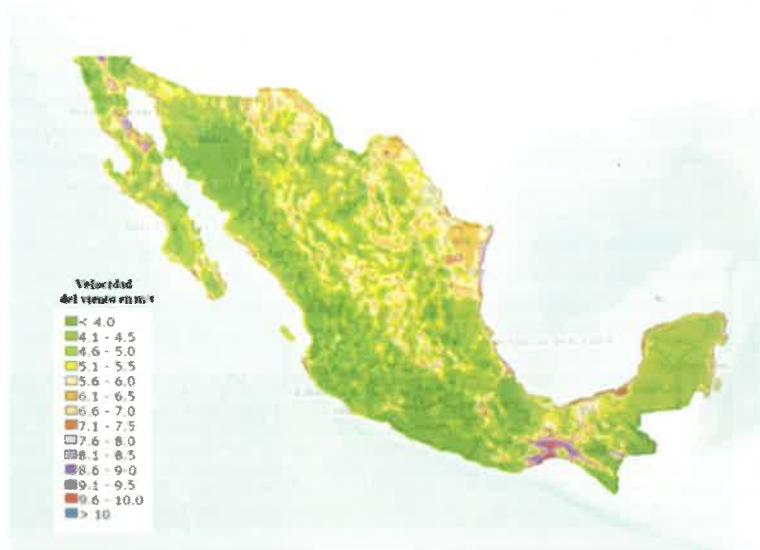 Velocidad
del viento en m/s
< 4.0
4.1 - 4.5
4.6 - 5.0
5.1 - 5.5
5.6 - 6.0
6.1 - 6.5
6.6 - 7.0
7.1 - 7.5
7.6 - 8.0
8.1 - 8.5
8.6 - 9.0
9.1 - 9.5
9.6 - 10.0
> 10